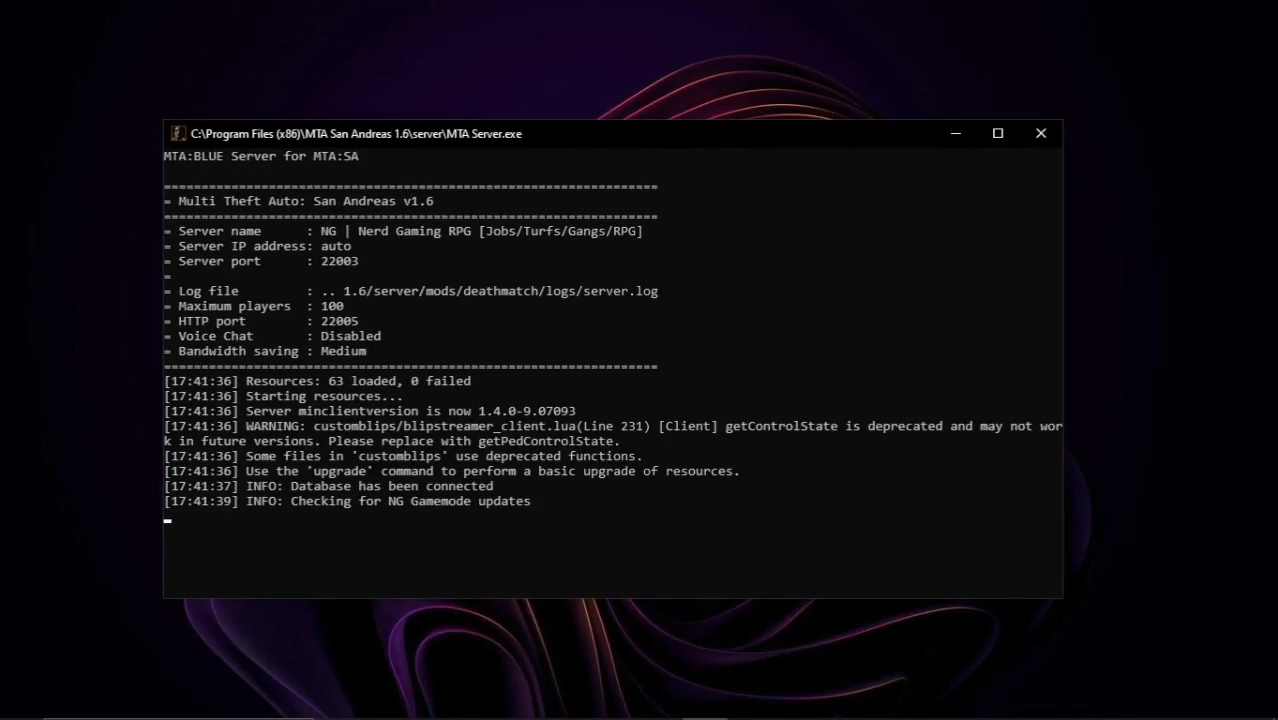 C:\Program Files (x86)\MTA San Andreas 1.6\server\MTA Server.exe
MTA:BLUE Server for MTA:SA
==================================================================
= Multi Theft Auto: San Andreas v1.6
==================================================================
= Server name      : NG | Nerd Gaming RPG [Jobs/Turfs/Gangs/RPG]
= Server IP address: auto
= Server port      : 22003
=
= Log file         : .. 1.6/server/mods/deathmatch/logs/server.log
= Maximum players  : 100
= HTTP port        : 22005
= Voice Chat       : Disabled
= Bandwidth saving : Medium
==================================================================
[17:41:36] Resources: 63 loaded, 0 failed
[17:41:36] Starting resources...
[17:41:36] Server minclientversion is now 1.4.0-9.07093
[17:41:36] WARNING: customblips/blipstreamer_client.lua(Line 231) [Client] getControlState is deprecated and may not wor
k in future versions. Please replace with getPedControlState.
[17:41:36] Some files in 'customblips' use deprecated functions.
[17:41:36] Use the 'upgrade' command to perform a basic upgrade of resources.
[17:41:37] INFO: Database has been connected
[17:41:39] INFO: Checking for NG Gamemode updates